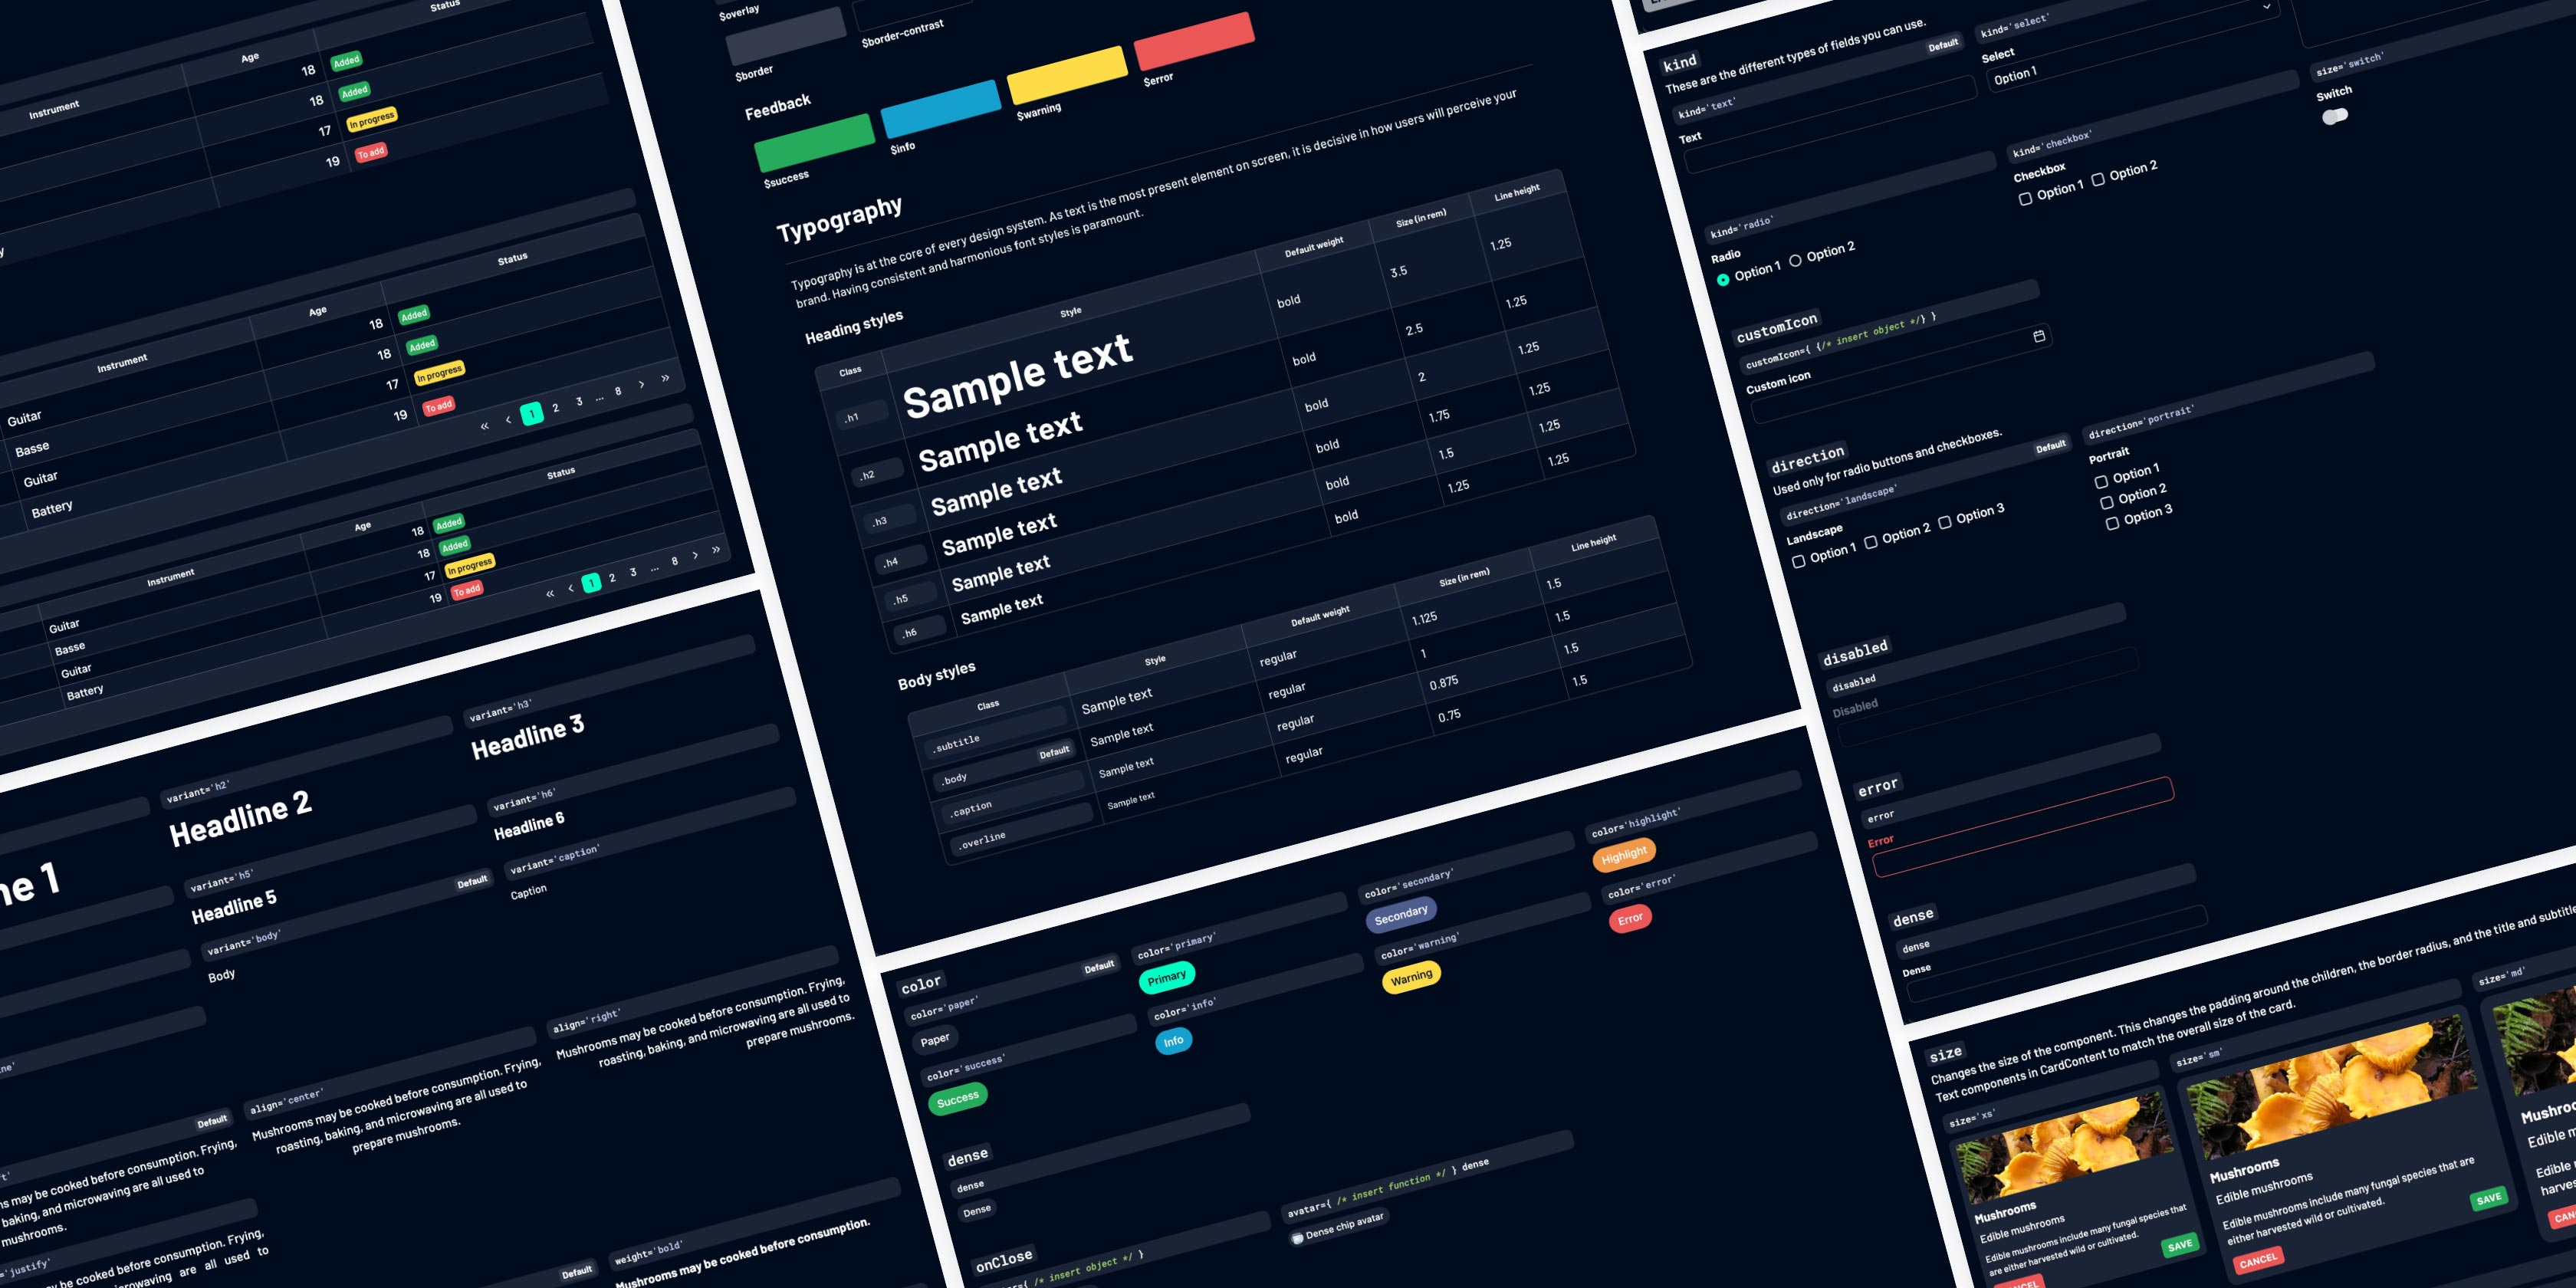 Status
Instrument
Age
18
Added
18
Added
17
In progress
19
To add
Status
Instrument
Age
18
Added
Guitar
18
Added
Basse
17
In progress
Guitar
19
To add
Battery
« ‹ 1 2 3 ... 8 › »
Status
Instrument
Age
Guitar
18
Added
Basse
18
Added
Guitar
17
In progress
Battery
19
To add
« ‹ 1 2 3 ... 8 › »
$overlay
$border
$border-contrast
Feedback
$success
$info
$warning
$error
Typography
Typography is at the core of every design system. As text is the most present element on screen, it is decisive in how users will perceive your
brand. Having consistent and harmonious font styles is paramount.
Heading styles
Class
Style
Default weight
Size (in rem)
Line height
.h1
Sample text
bold
3.5
1.25
.h2
Sample text
bold
2.5
1.25
.h3
Sample text
bold
2
1.25
.h4
Sample text
bold
1.75
1.25
.h5
Sample text
bold
1.5
1.25
.h6
Sample text
bold
1.25
1.25
Body styles
Class
Style
Default weight
Size (in rem)
Line height
.subtitle
Sample text
regular
1.125
1.5
.body
Default
Sample text
regular
1
1.5
.caption
Sample text
regular
0.875
1.5
.overline
Sample text
regular
0.75
1.5
kind
These are the different types of fields you can use.
kind='text'
Default
Text
kind='select'
Select
Option 1
kind='radio'
Radio
Option 1
Option 2
kind='checkbox'
Checkbox
Option 1
Option 2
size='switch'
Switch
customIcon
customIcon={ {/* insert object */} }
Custom icon
direction
Used only for radio buttons and checkboxes.
direction='landscape'
Default
Landscape
Option 1
Option 2
Option 3
direction='portrait'
Portrait
Option 1
Option 2
Option 3
disabled
disabled
Disabled
error
error
Error
dense
dense
Dense
ne 1
variant='h2'
Headline 2
variant='h3'
Headline 3
variant='h5'
Headline 5
variant='h6'
Headline 6
variant='body'
Default
Body
variant='caption'
Caption
Default
baking, and microwaving are all used to
mushrooms.
align='center'
Mushrooms may be cooked before consumption. Frying,
roasting, baking, and microwaving are all used to
prepare mushrooms.
align='right'
Mushrooms may be cooked before consumption. Frying,
roasting, baking, and microwaving are all used to
prepare mushrooms.
Default
weight='bold'
Mushrooms may be cooked before consumption.
color
color='paper'
Default
Paper
color='primary'
Primary
color='secondary'
Secondary
color='highlight'
Highlight
color='success'
Success
color='info'
Info
color='warning'
Warning
color='error'
Error
dense
dense
Dense
avatar={ /* insert function */ } dense
Dense chip avatar
onClose
={ /* insert object */ }
size
Changes the size of the component. This changes the padding around the children, the border radius, and the title and subtitle
Text components in CardContent to match the overall size of the card.
size='xs'
Mushrooms
Edible mushrooms
Edible mushrooms include many fungal species that
are either harvested wild or cultivated.
SAVE
size='sm'
Mushrooms
Edible mushrooms
Edible mushrooms include many fungal species that are
either harvested wild or cultivated.
CANCEL
SAVE
size='md'